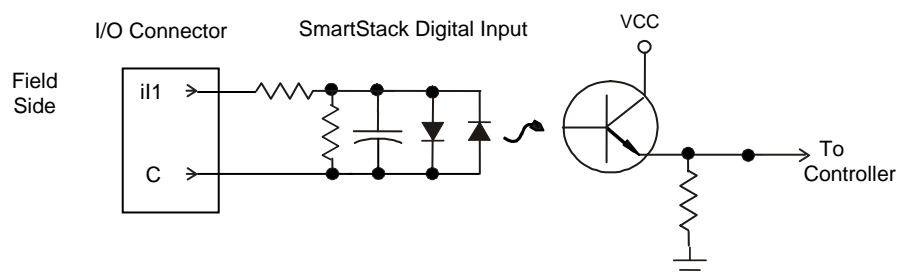 I/O Connector
SmartStack Digital Input
VCC
Field
Side
iI1
C
To
Controller